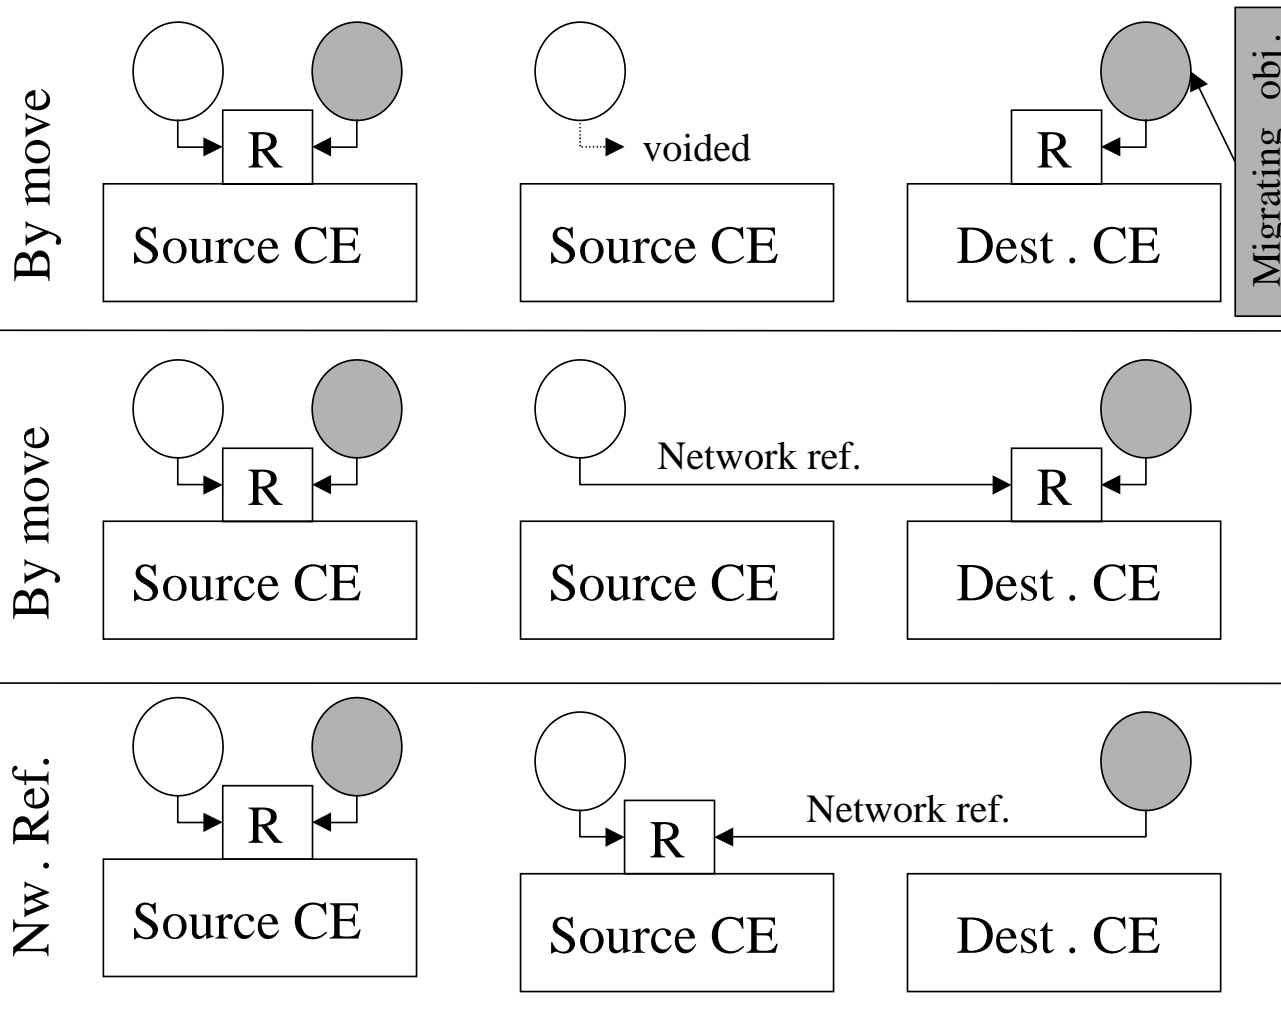 By move
R
Source CE
voided
Source CE
R
Dest . CE
Migrating obj .
By move
R
Source CE
Network ref.
Source CE
R
Dest . CE
Nw . Ref.
R
Source CE
R
Network ref.
Source CE
Dest . CE